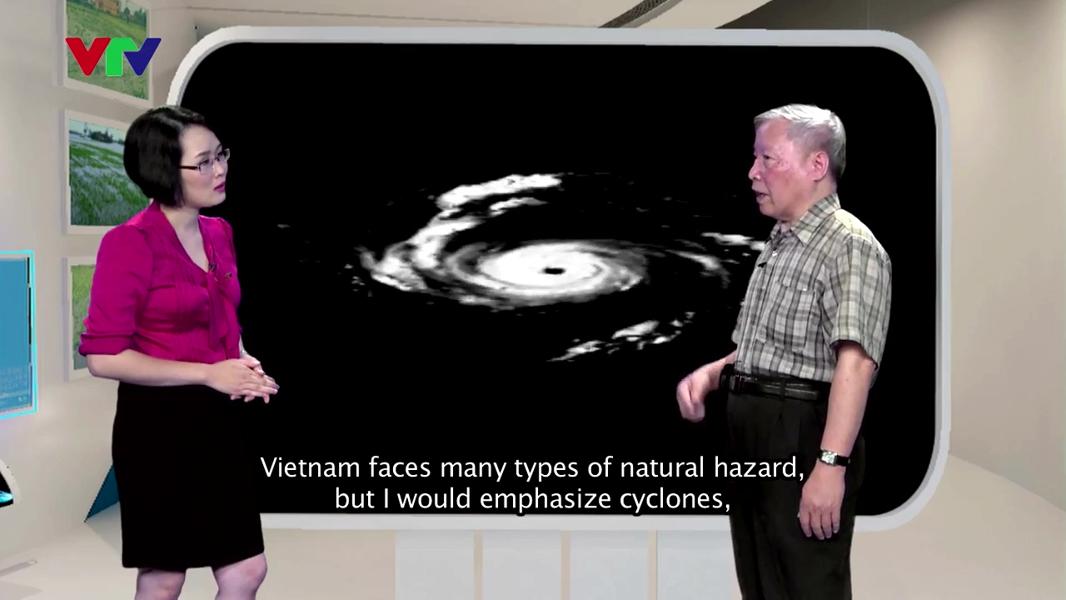 VTV
Vietnam faces many types of natural hazard,
but I would emphasize cyclones,